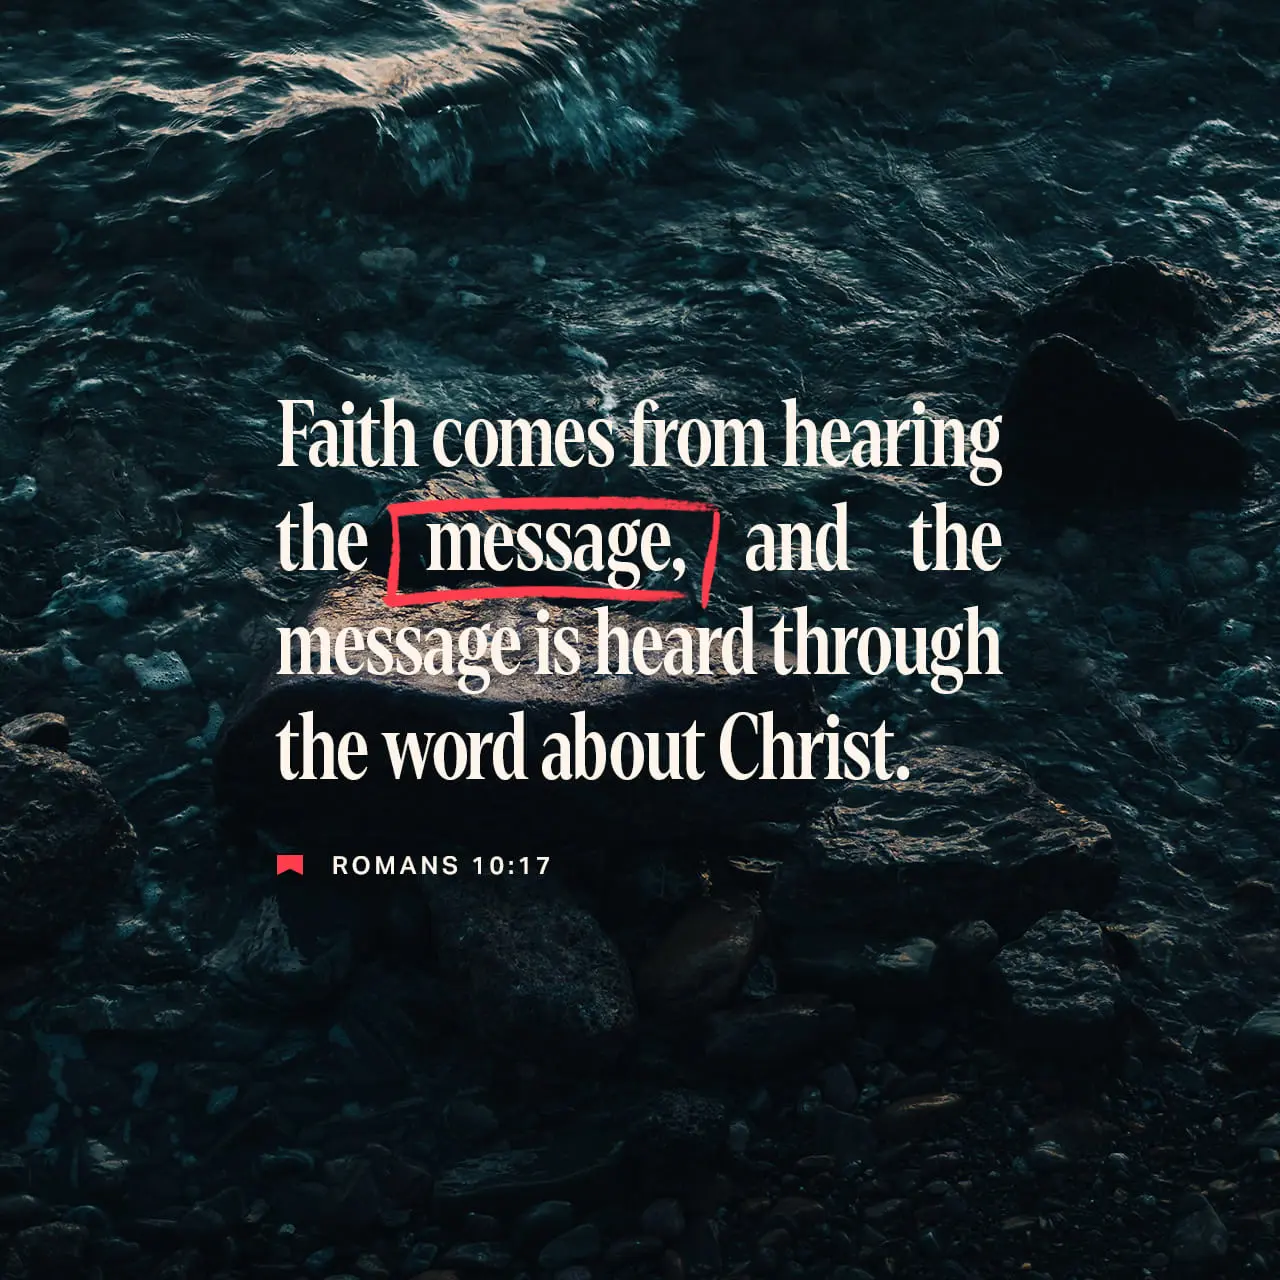 Faith comes from hearing
the message, and the
message is heard through
the word about Christ.
ROMANS 10:17